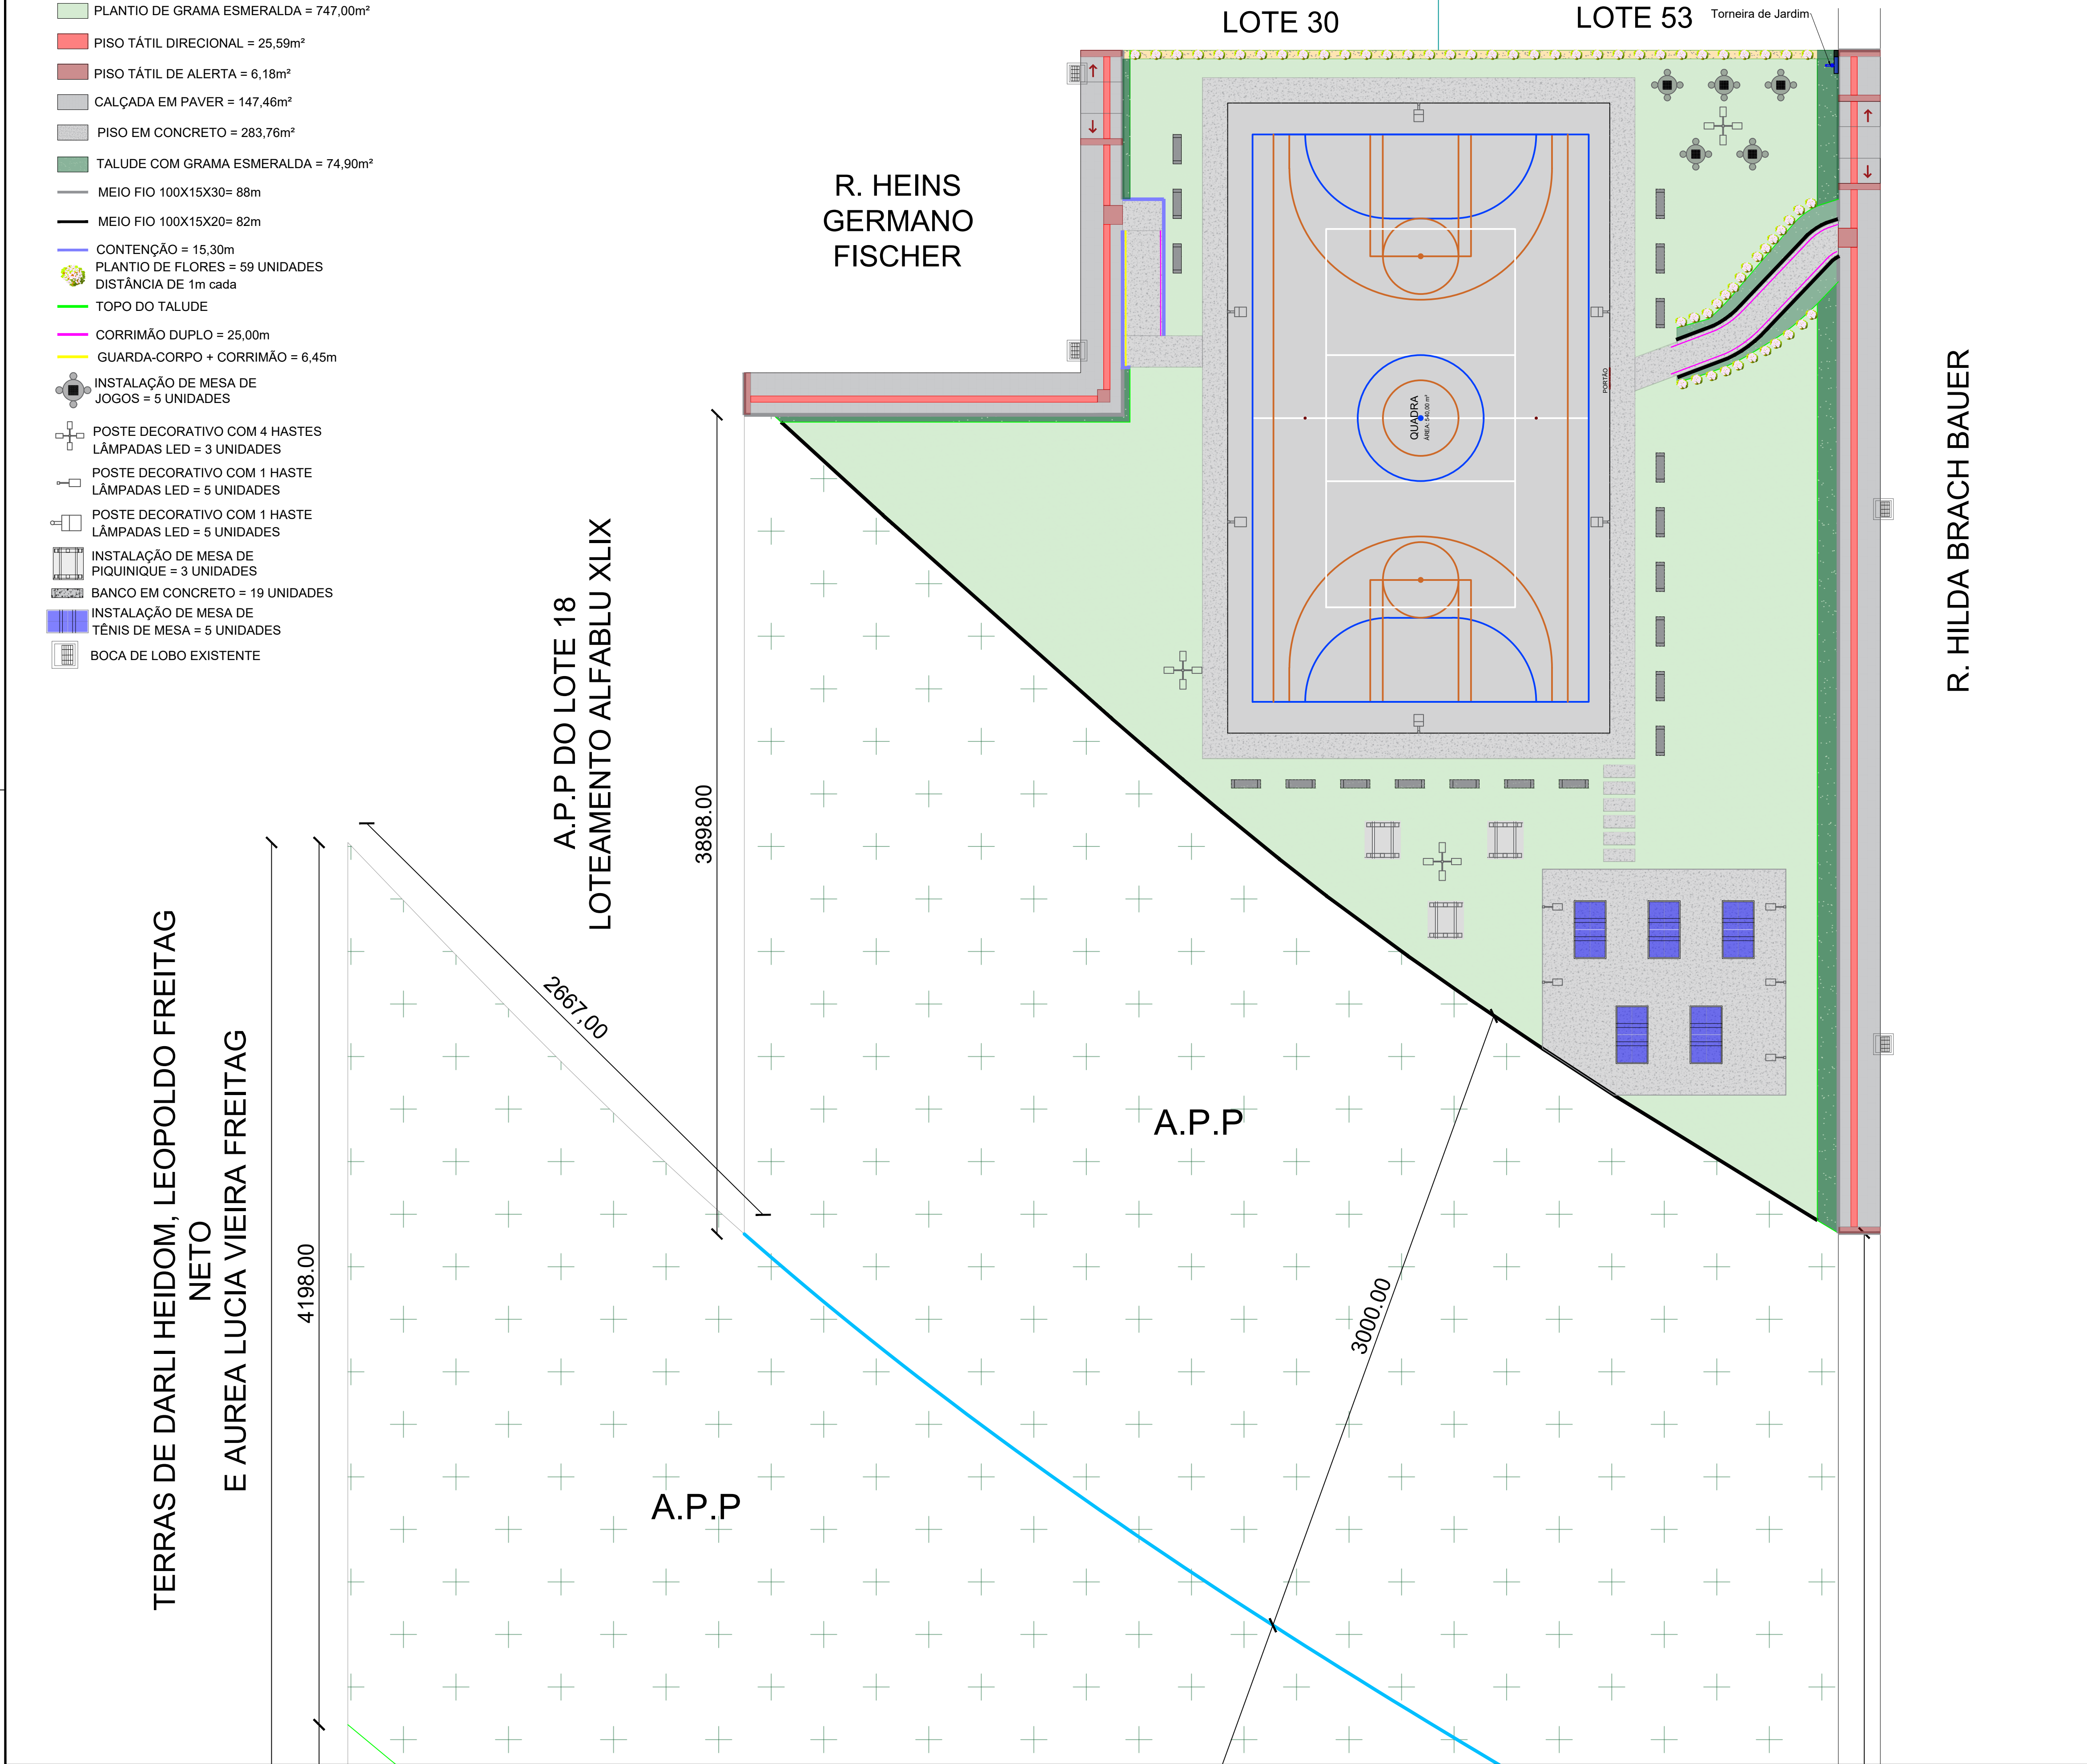 PLANTIO DE GRAMA ESMERALDA = 747,00m²
PISO TÁTIL DIRECIONAL = 25,59m²
PISO TÁTIL DE ALERTA = 6,18m²
CALÇADA EM PAVER = 147,46m²
PISO EM CONCRETO = 283,76m²
TALUDE COM GRAMA ESMERALDA = 74,90m²
MEIO FIO 100X15X30= 88m
MEIO FIO 100X15X20= 82m
CONTENÇÃO = 15,30m
PLANTIO DE FLORES = 59 UNIDADES
DISTÂNCIA DE 1m cada
TOPO DO TALUDE
CORRIMÃO DUPLO = 25,00m
GUARDA-CORPO + CORRIMÃO = 6,45m
INSTALAÇÃO DE MESA DE
JOGOS = 5 UNIDADES
POSTE DECORATIVO COM 4 HASTES
LÂMPADAS LED = 3 UNIDADES
POSTE DECORATIVO COM 1 HASTE
LÂMPADAS LED = 5 UNIDADES
POSTE DECORATIVO COM 1 HASTE
LÂMPADAS LED = 5 UNIDADES
INSTALAÇÃO DE MESA DE
PIQUINIQUE = 3 UNIDADES
BANCO EM CONCRETO = 19 UNIDADES
INSTALAÇÃO DE MESA DE
TÊNIS DE MESA = 5 UNIDADES
BOCA DE LOBO EXISTENTE
LOTE 30
LOTE 53
Torneira de Jardim
R. HEINS
GERMANO
FISCHER
QUADRA
ÁREA: 540,00 m²
PORTÃO
R. HILDA BRACH BAUER
A.P.P DO LOTE 18
LOTEAMENTO ALFABLU XLIX
3898.00
2667,00
4198.00
3000.00
TERRAS DE DARLI HEIDOM, LEOPOLDO FREITAG
NETO
E AUREA LUCIA VIEIRA FREITAG
A.P.P
A.P.P